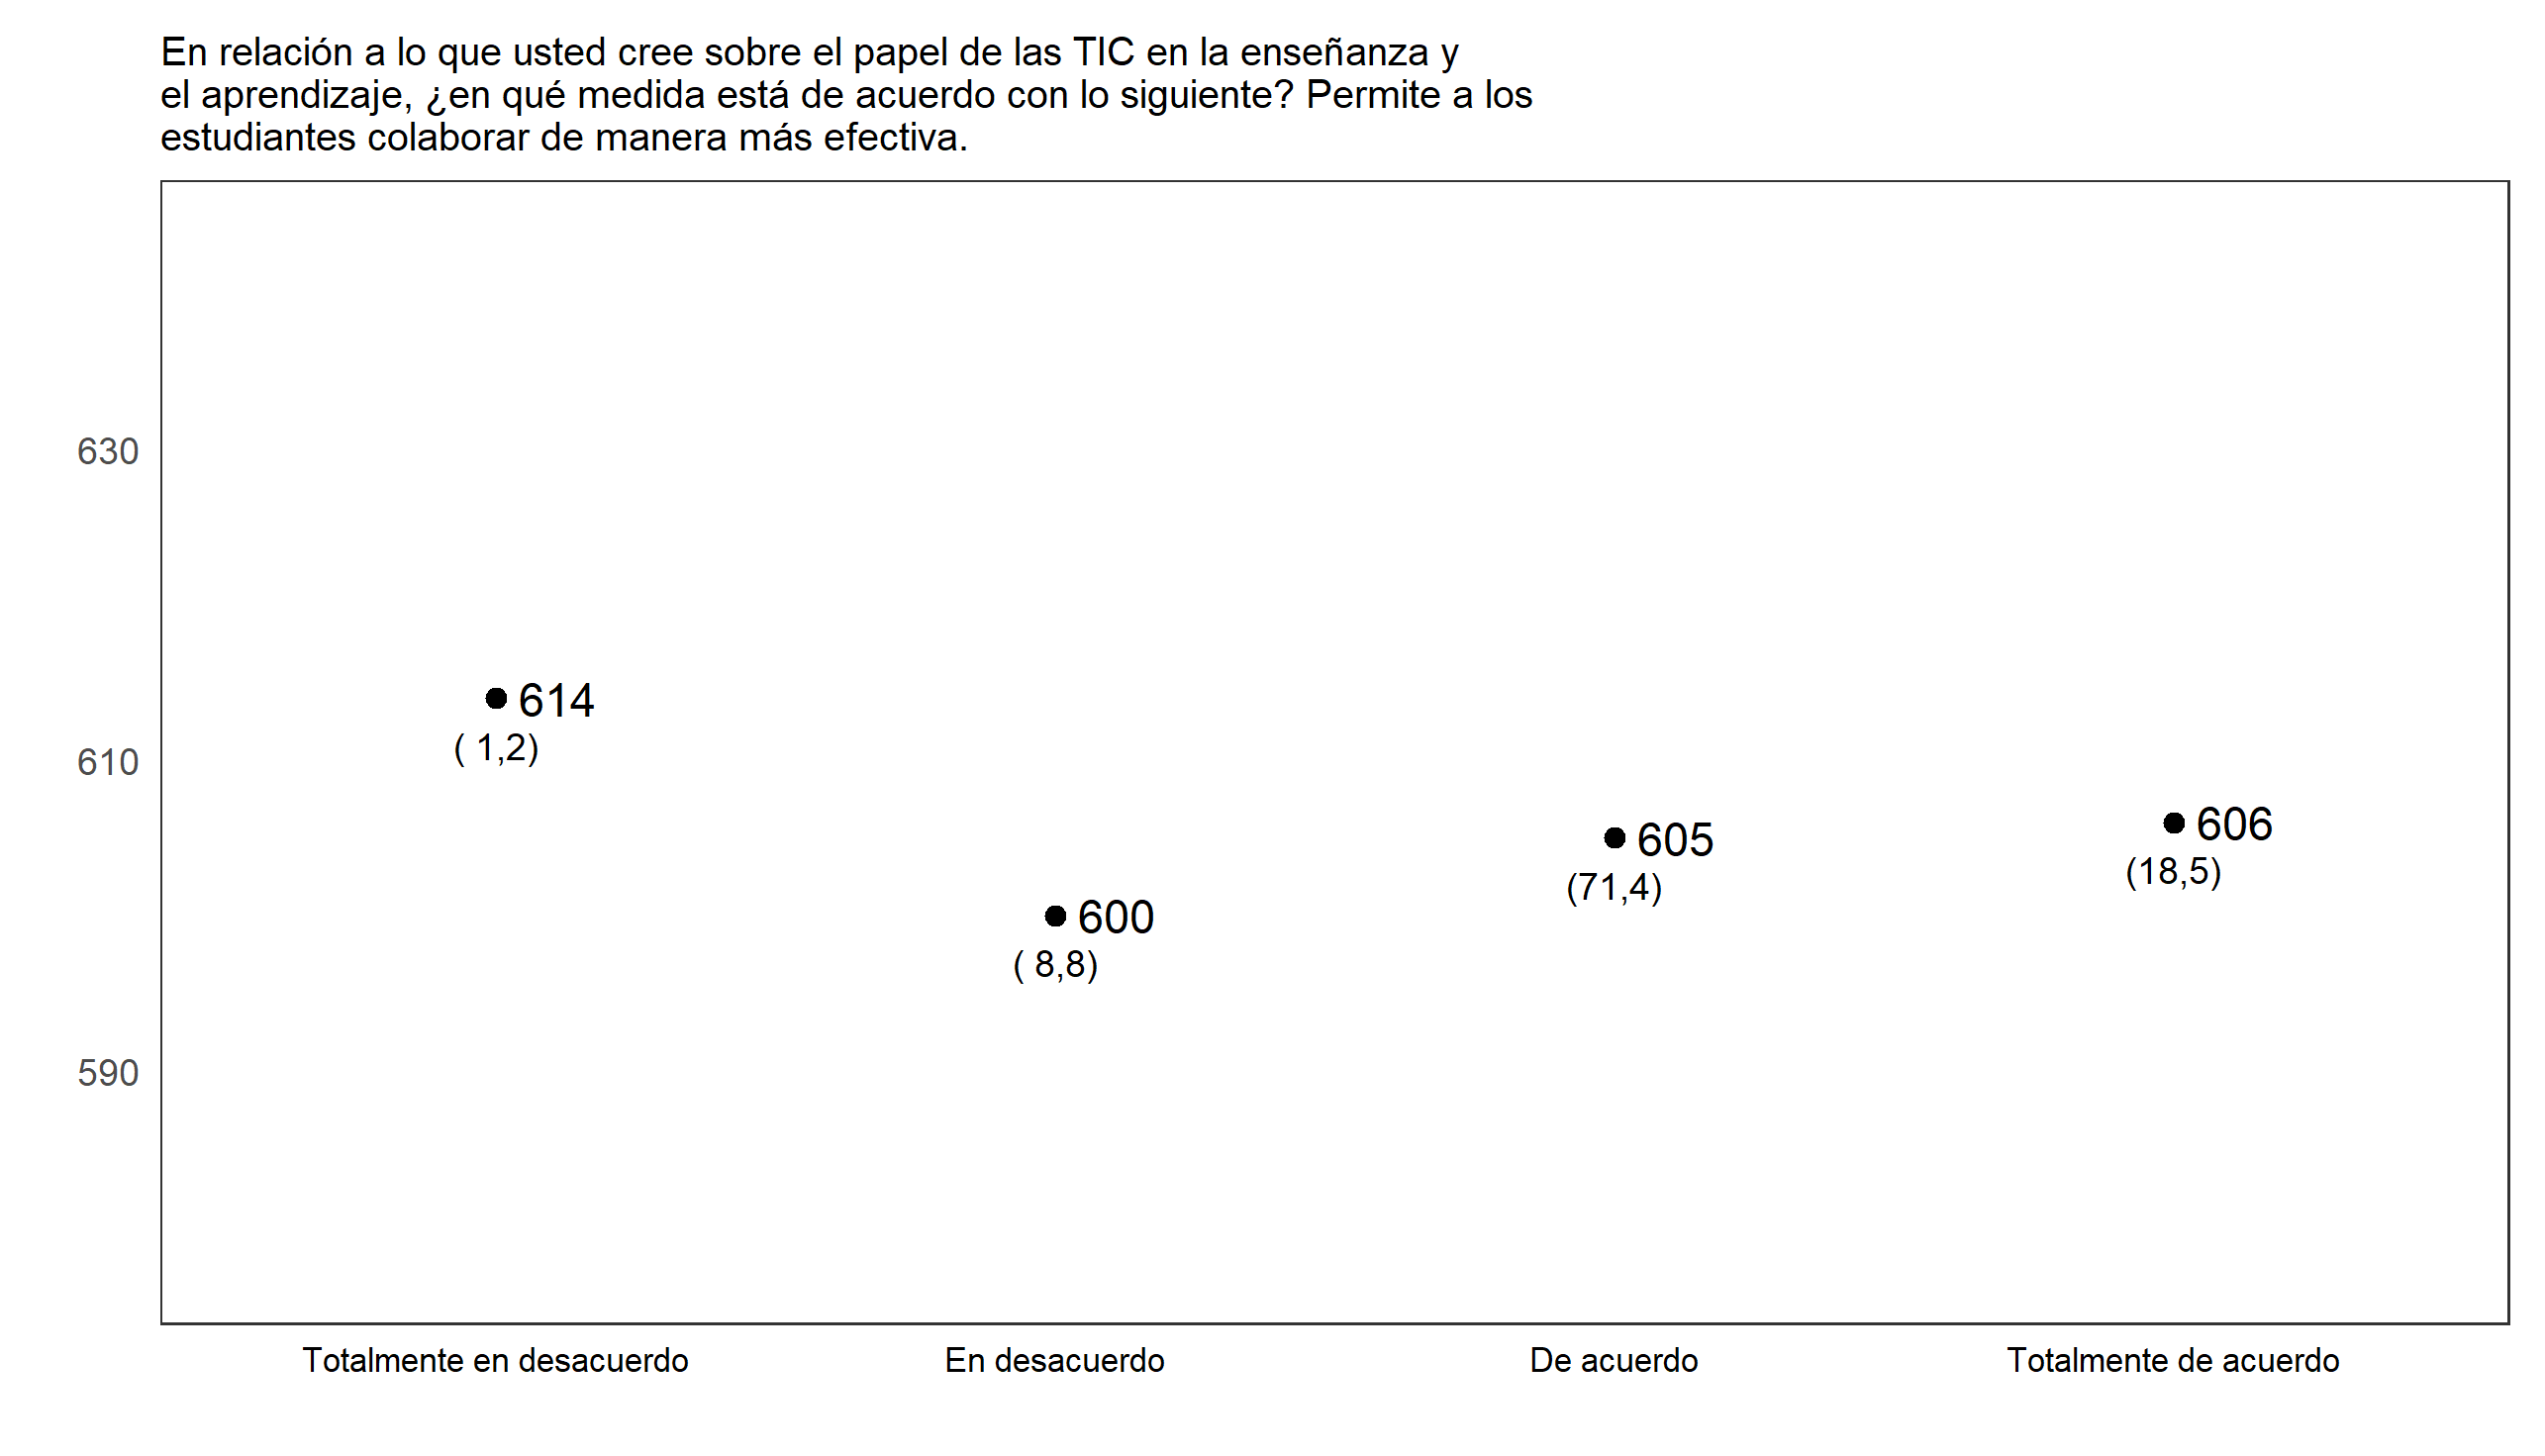 En relación a lo que usted cree sobre el papel de las TIC en la enseñanza y
el aprendizaje, ¿en qué medida está de acuerdo con lo siguiente? Permite a los
estudiantes colaborar de manera más efectiva.
630
614
( 1,2)
610
606
(18,5)
605
(71,4)
600
( 8,8)
590
Totalmente en desacuerdo
En desacuerdo
De acuerdo
Totalmente de acuerdo